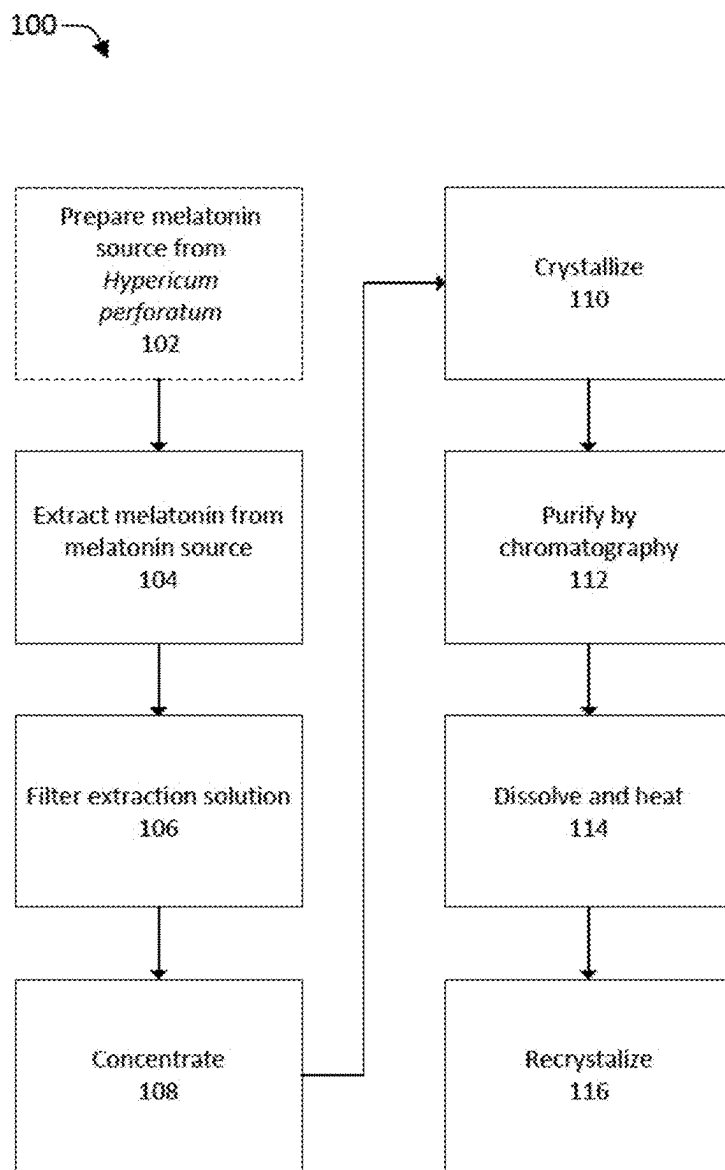 100
Prepare melatonin
source from
Hypericum
perforatum
102
Extract melatonin from
melatonin source
104
Filter extraction solution
106
Concentrate
108
Crystallize
110
Purify by
chromatography
112
Dissolve and heat
114
Recrystalize
116